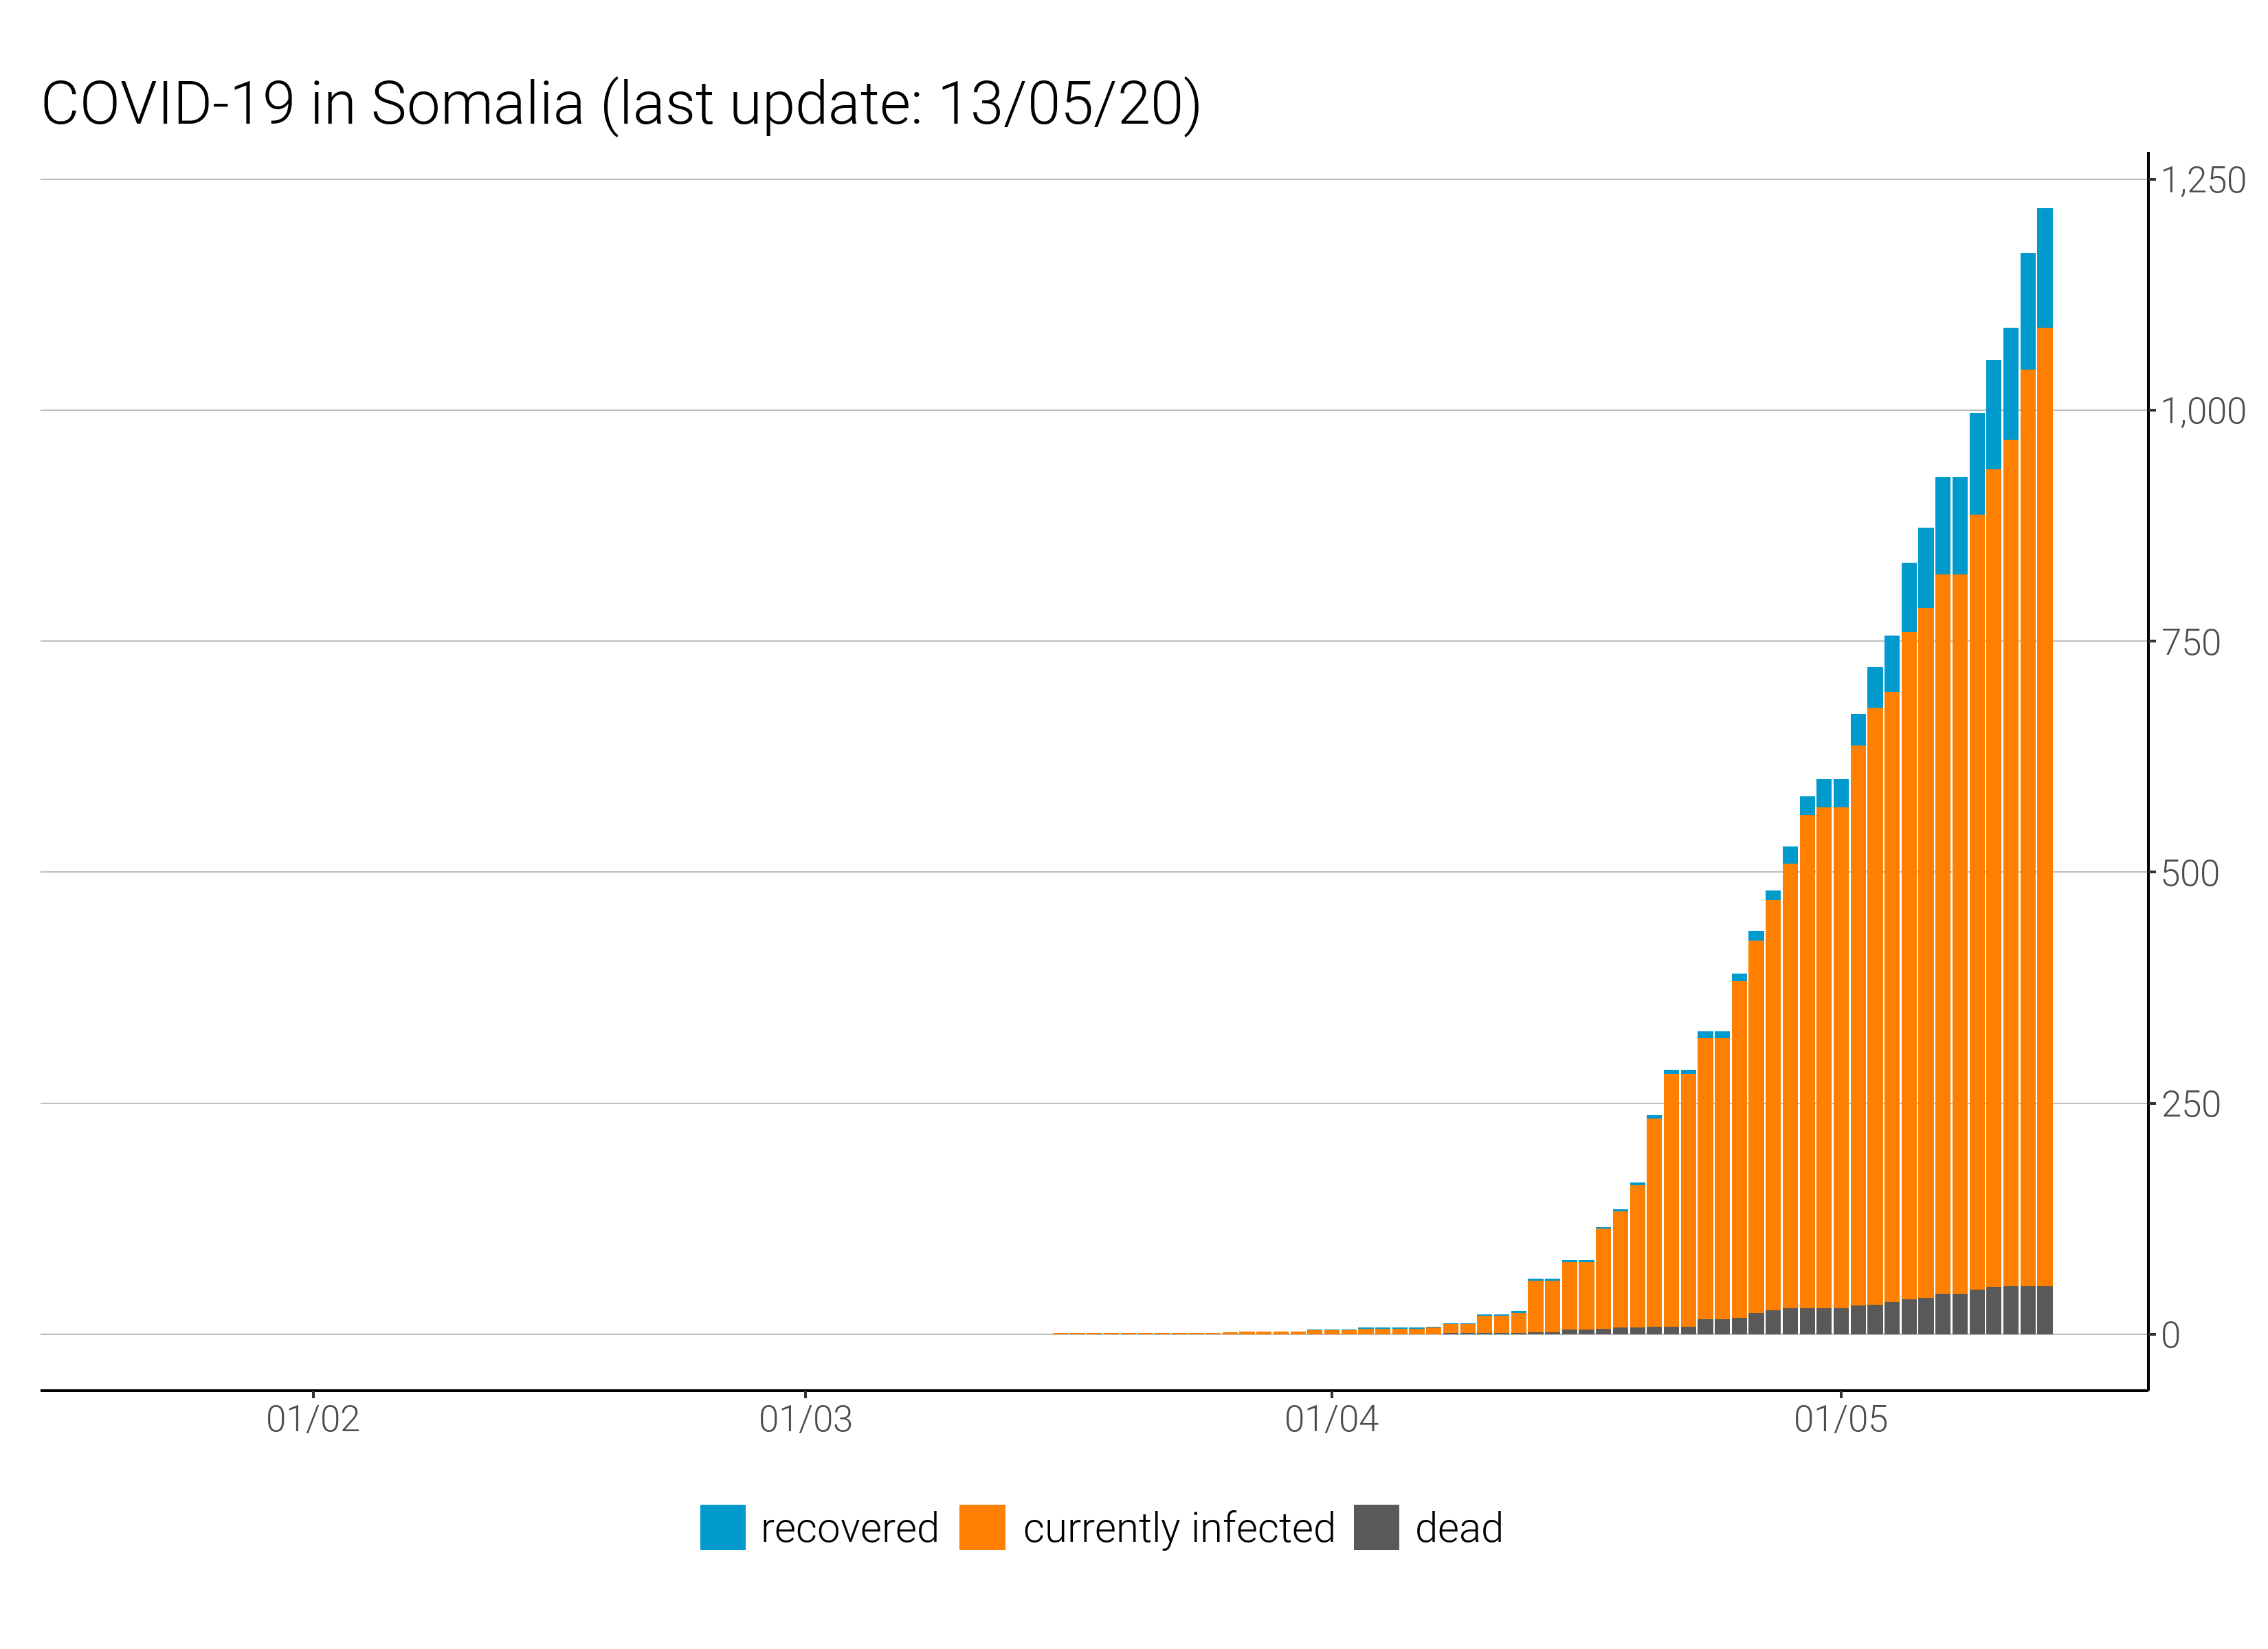 COVID-19 in Somalia (last update: 13/05/20)
1,250
1,000
750
500
250
0
01/02 01/03 01/04 01/05
recovered currently infected dead